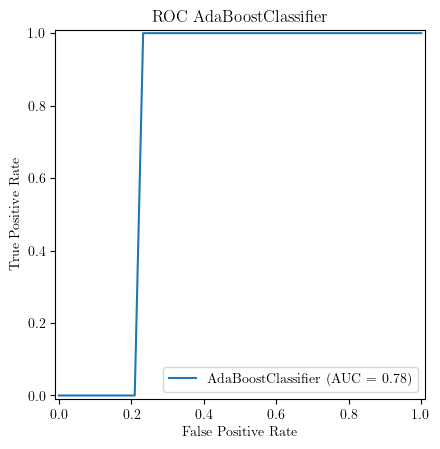 ROC AdaBoostClassifier
1.0
0.8
0.6
0.4
0.2
0.0
True Positive Rate
AdaBoostClassifier (AUC = 0.78)
0.0 0.2 0.4 0.6 0.8 1.0
False Positive Rate